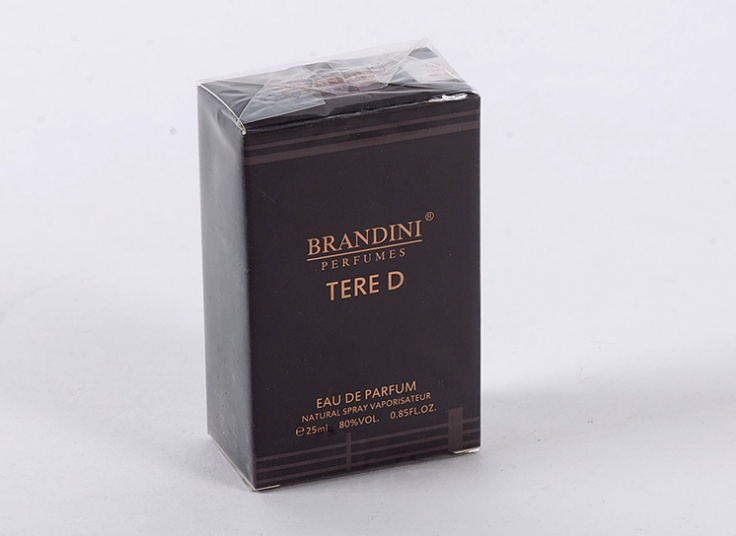 BRANDINI®
PERFUMES
TERE D
EAU DE PARFUM
NATURAL SPRAY VAPORISATEUR
℮25ml 80%VOL. 0.85FL.OZ.